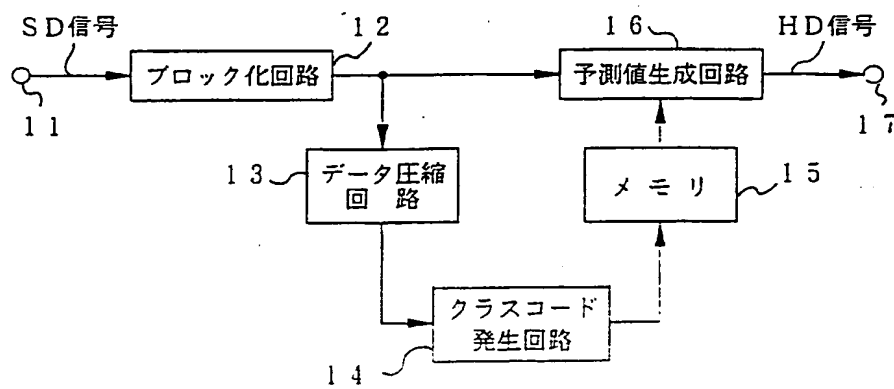 SD信号
12
16
HD信号
ブロック化回路
予測値生成回路
11
17
13
データ圧縮
回 路
メモリ
15
クラスコード
発生回路
14